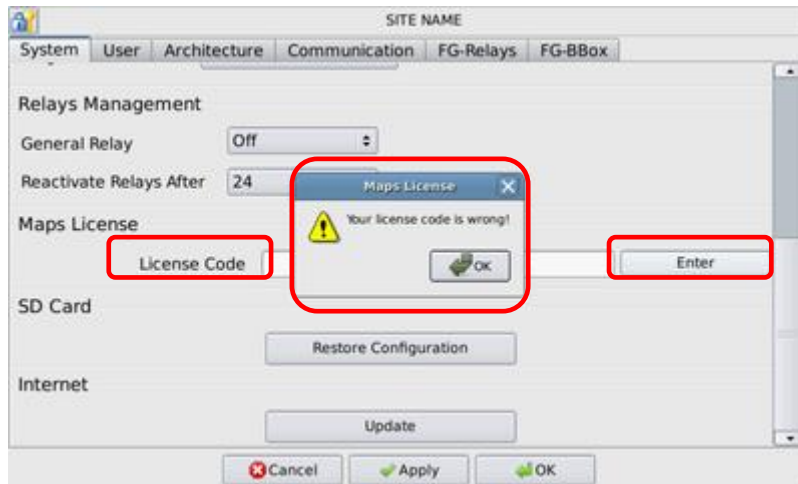 SITE NAME
System User Architecture Communication FG-Relays FG-BBox
Relays Management
General Relay Off
Reactivate Relays After 24
Maps License
Your license code is wrong!
OK
Maps License
License Code Enter
SD Card
Restore Configuration
Internet
Update
Cancel Apply OK